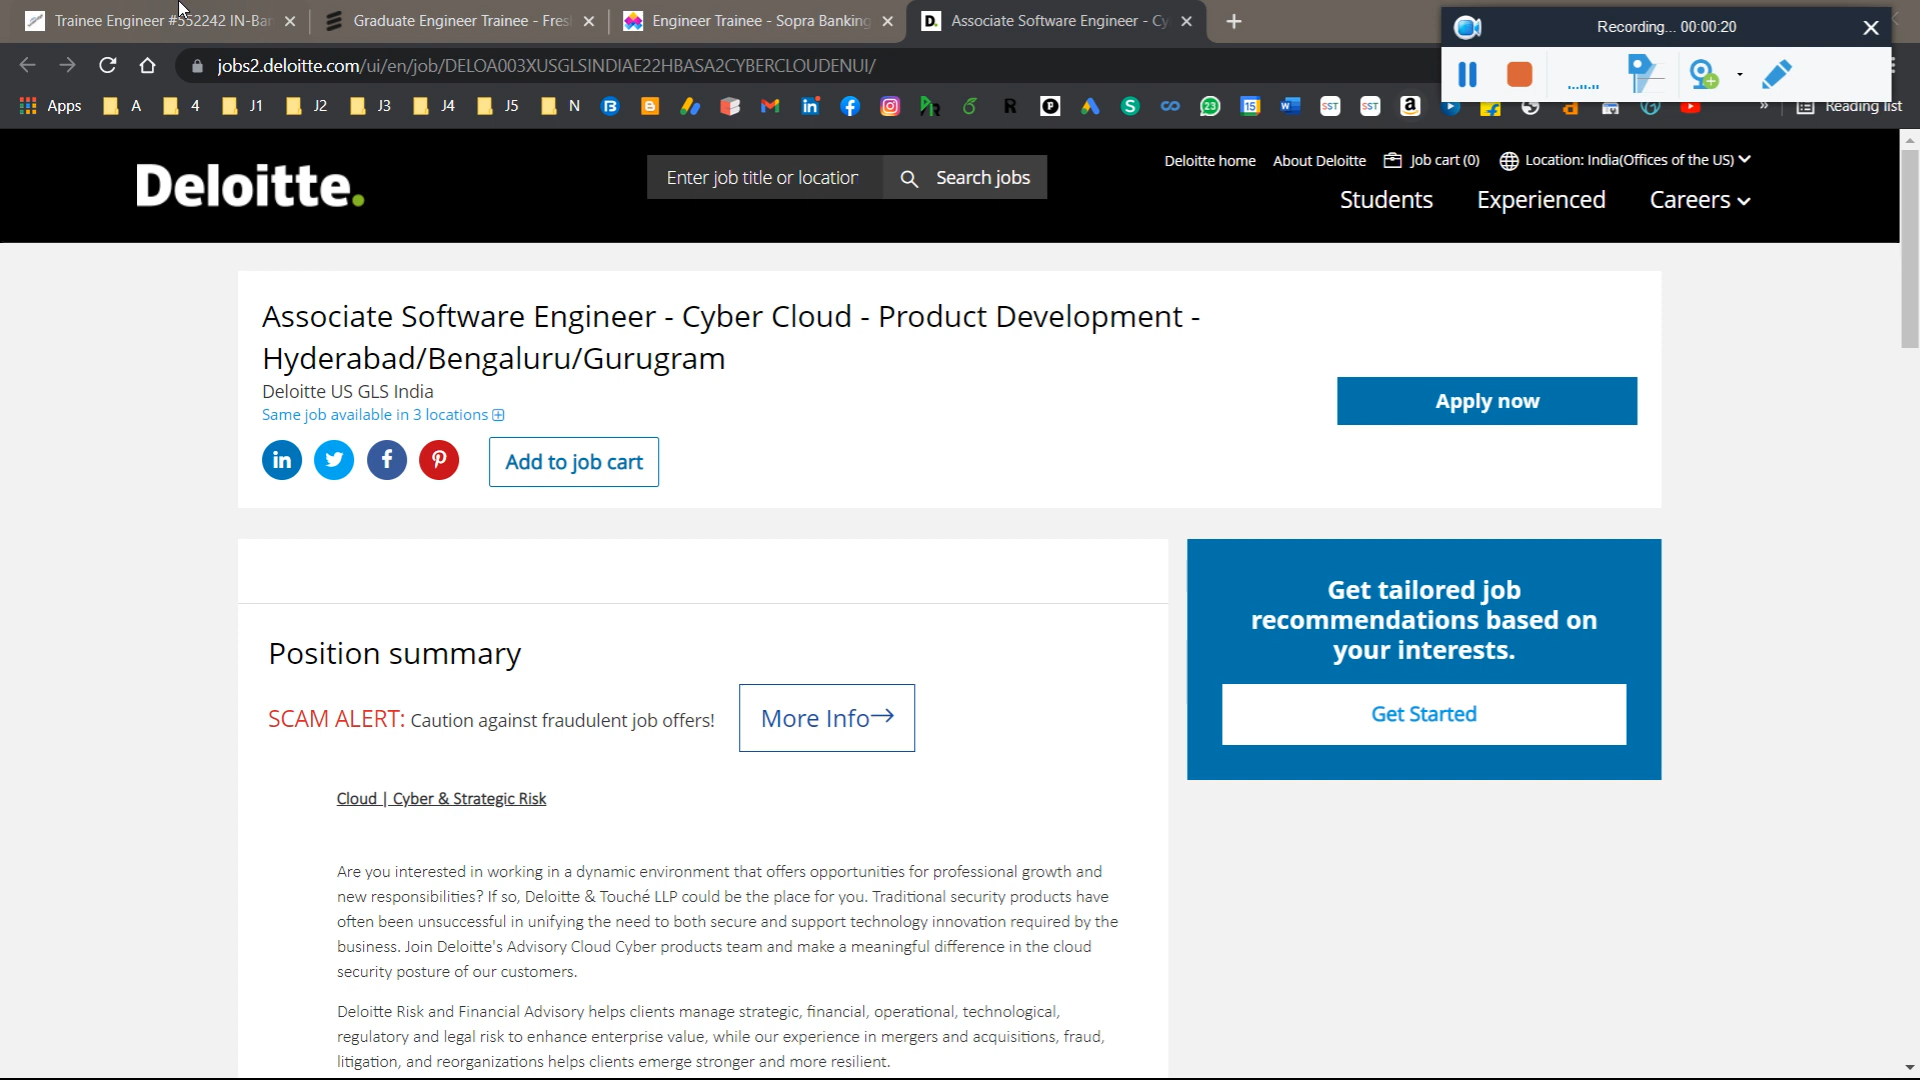 Trainee Engineer #552242 IN-Bar
Graduate Engineer Trainee - Fres
Engineer Trainee - Sopra Banking
Associate Software Engineer - Cy
Recording... 00:00:20
jobs2.deloitte.com/ui/en/job/DELOA003XUSGLSINDIAE22HBASA2CYBERCLOUDENUI/
Apps A 4 J1 J2 J3 J4 J5 N » Reading list
Deloitte.
Enter job title or location
Search jobs
Deloitte home About Deloitte Job cart (0) Location: India(Offices of the US)
Students Experienced Careers
Associate Software Engineer - Cyber Cloud - Product Development -
Hyderabad/Bengaluru/Gurugram
Deloitte US GLS India
Same job available in 3 locations
Apply now
Add to job cart
Get tailored job
recommendations based on
your interests.
Get Started
Position summary
SCAM ALERT: Caution against fraudulent job offers!
More Info→
Cloud | Cyber & Strategic Risk
Are you interested in working in a dynamic environment that offers opportunities for professional growth and
new responsibilities? If so, Deloitte & Touché LLP could be the place for you. Traditional security products have
often been unsuccessful in unifying the need to both secure and support technology innovation required by the
business. Join Deloitte's Advisory Cloud Cyber products team and make a meaningful difference in the cloud
security posture of our customers.
Deloitte Risk and Financial Advisory helps clients manage strategic, financial, operational, technological,
regulatory and legal risk to enhance enterprise value, while our experience in mergers and acquisitions, fraud,
litigation, and reorganizations helps clients emerge stronger and more resilient.